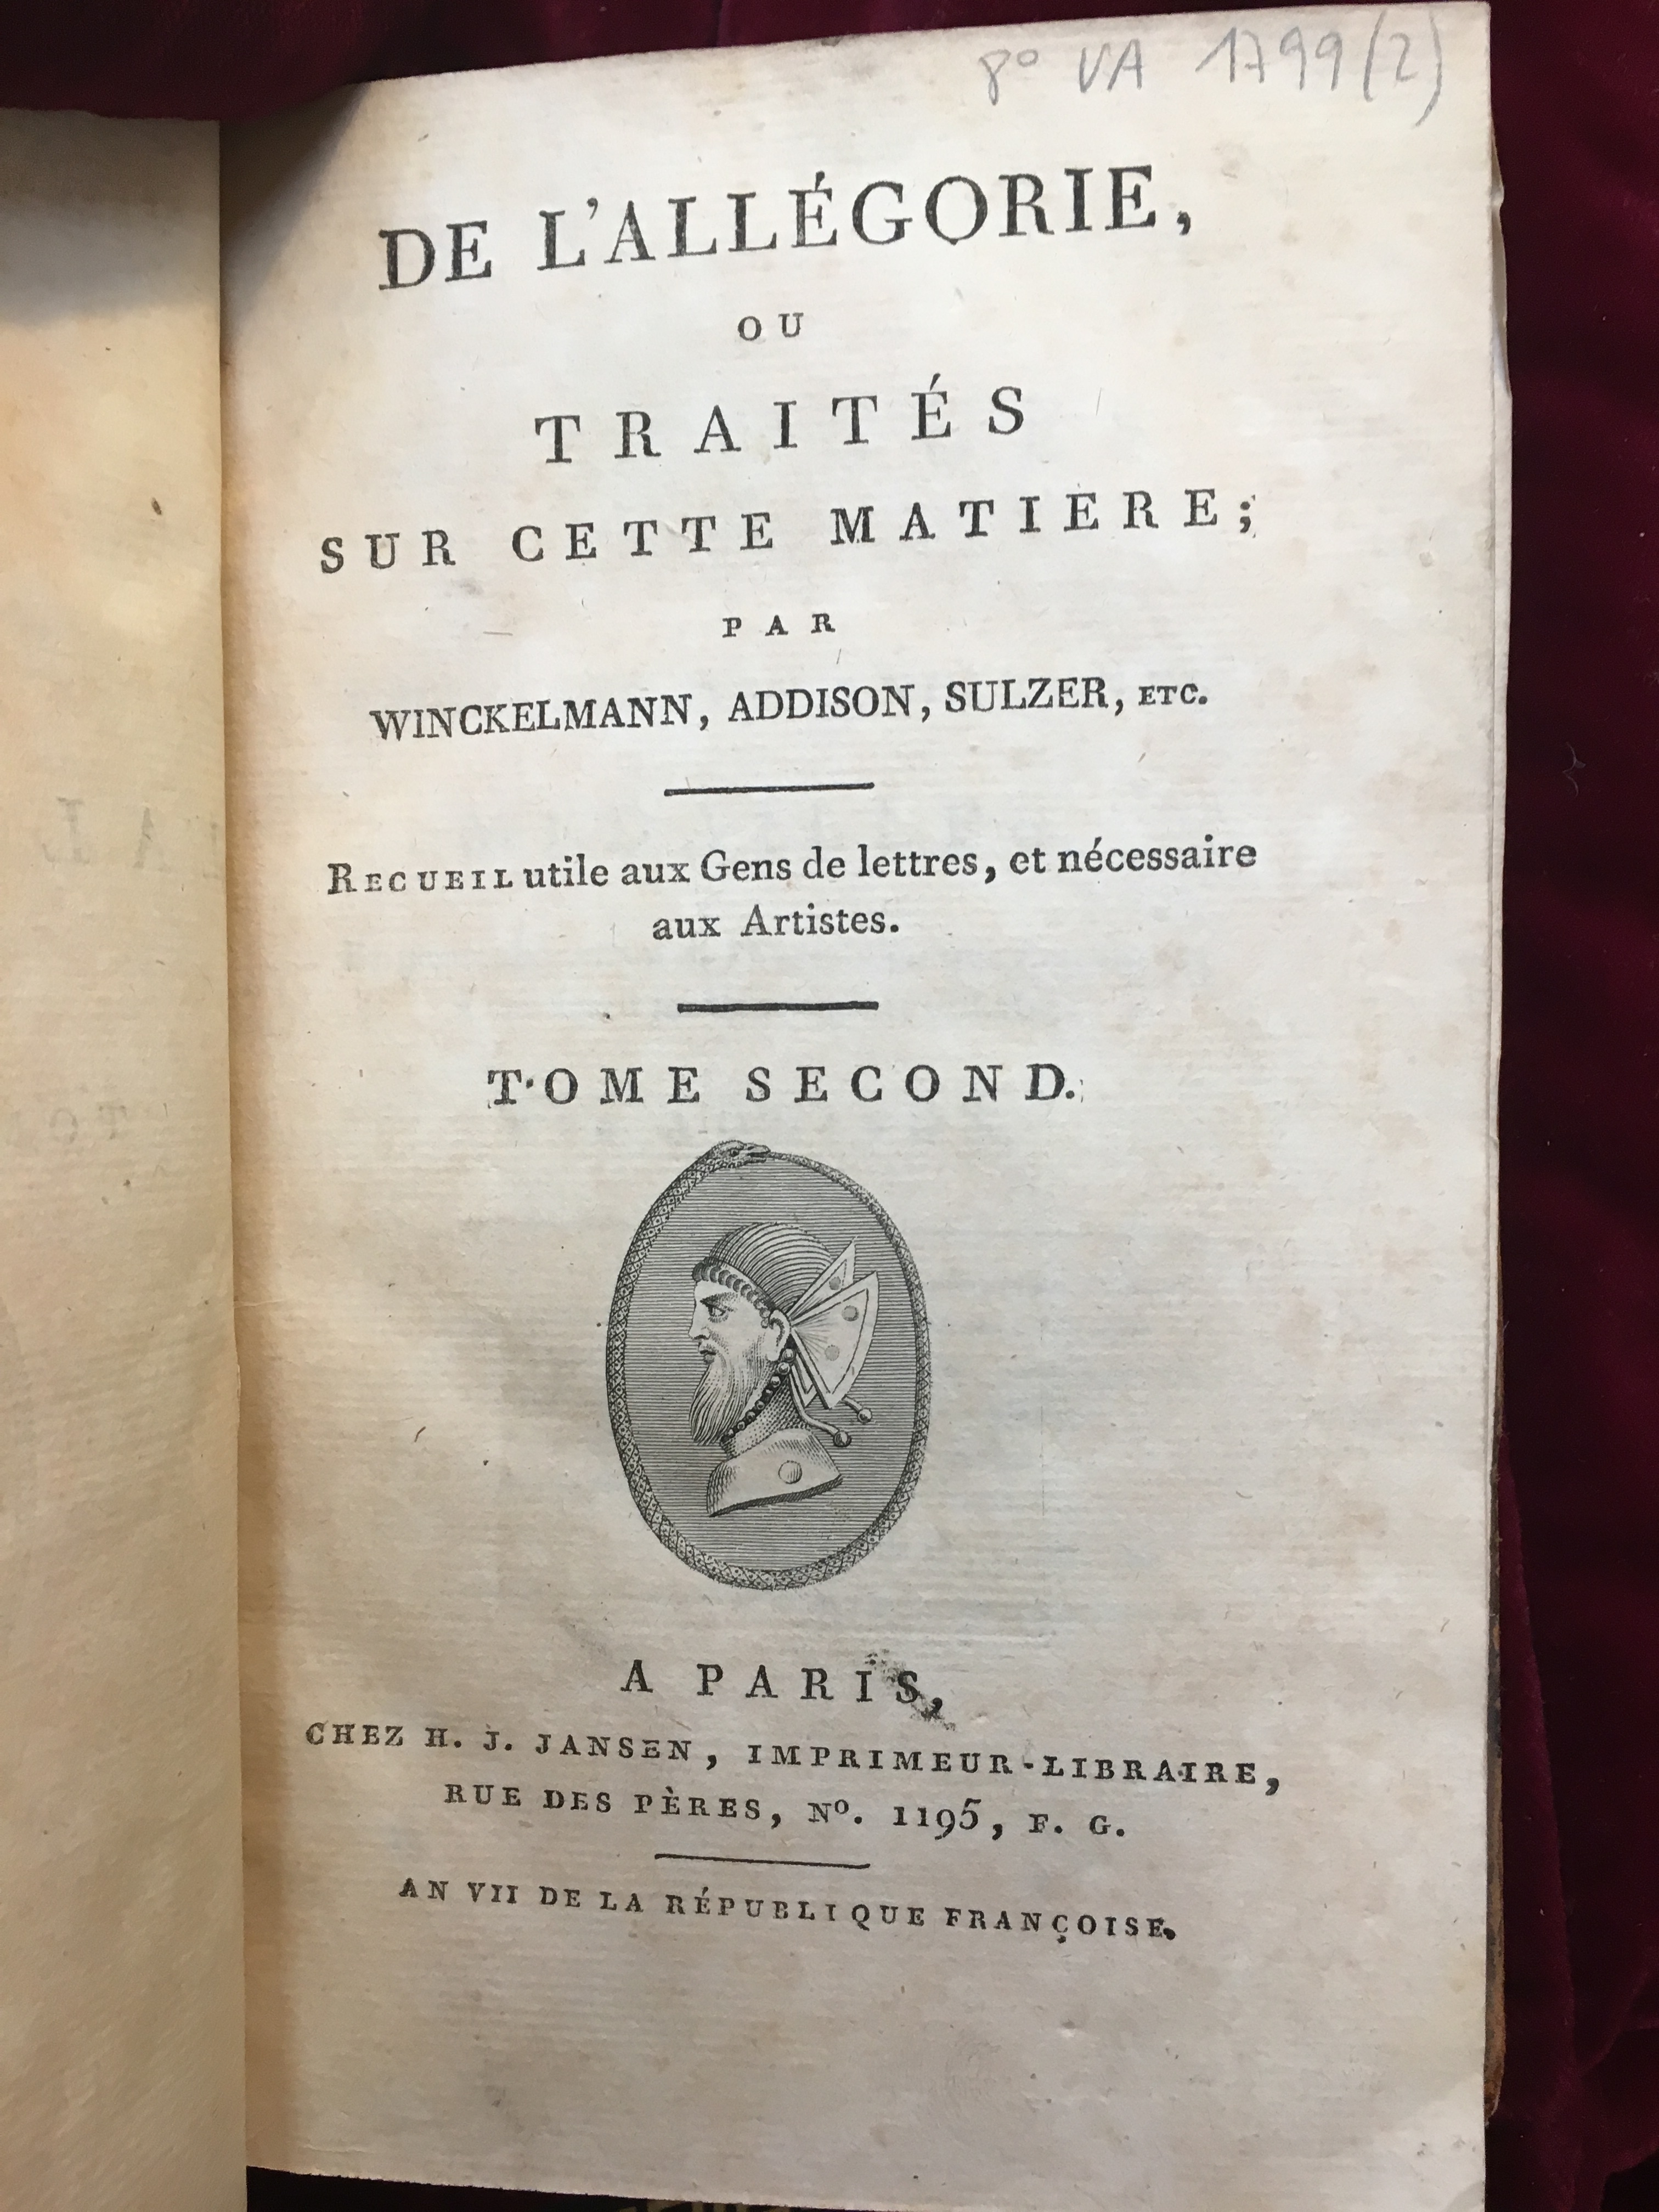 8° VA 1799(2)
DE L'ALLÉGORIE,
OU
TRAITÉS
SUR CETTE MATIERE;
PAR
WINCKELMANN, ADDISON, SULZER, ETC.
RECUEIL utile aux Gens de lettres, et nécessaire
aux Artistes.
TOME SECOND.
A PARIS,
CHEZ H. J. JANSEN, IMPRIMEUR-LIBRAIRE,
RUE DES PÈRES, Nº. 1195, F. G.
AN VII DE LA RÉPUBLIQUE FRANÇOISE.